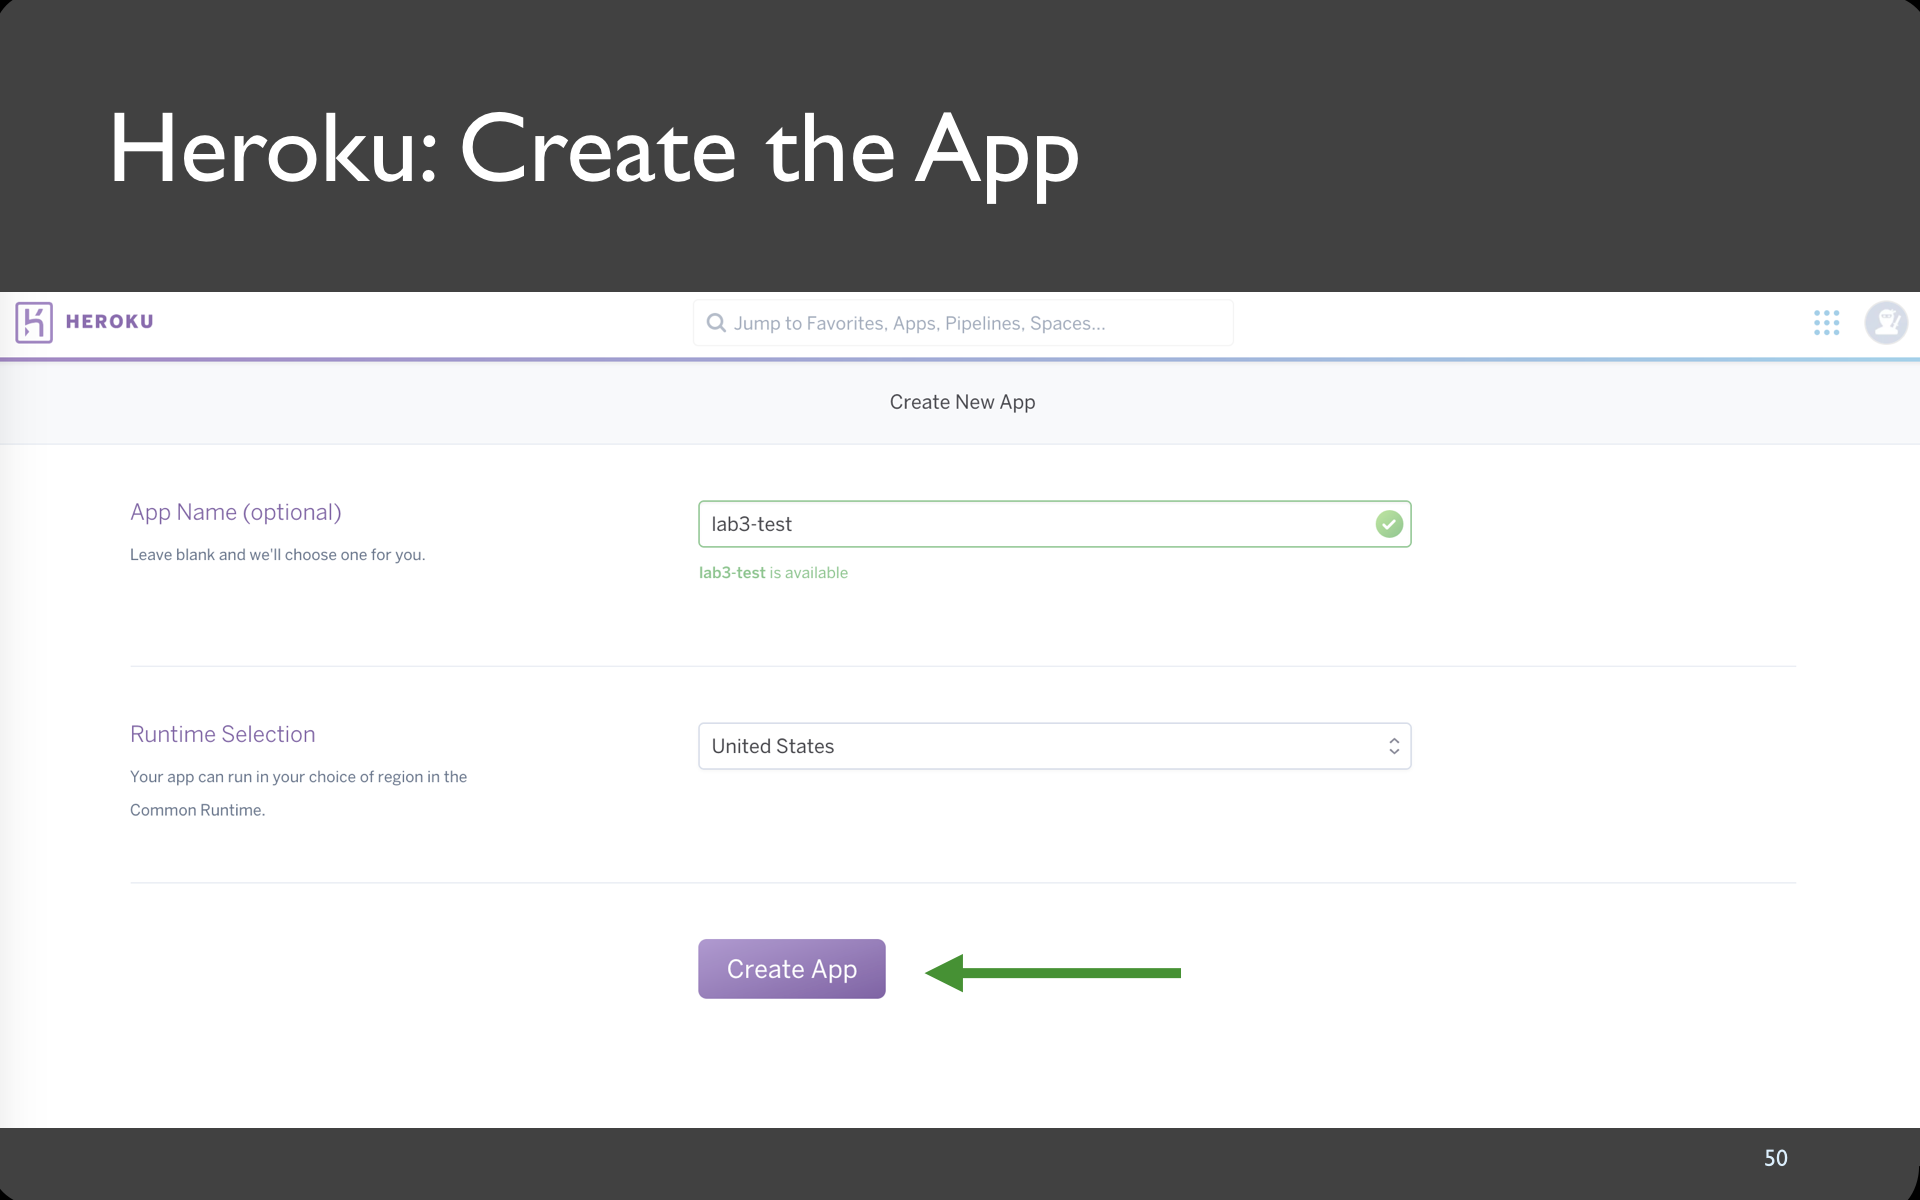 Heroku: Create the App
HEROKU
Jump to Favorites, Apps, Pipelines, Spaces...
Create New App
App Name (optional)
Leave blank and we'll choose one for you.
lab3-test
lab3-test is available
Runtime Selection
Your app can run in your choice of region in the
Common Runtime.
United States
Create App
50